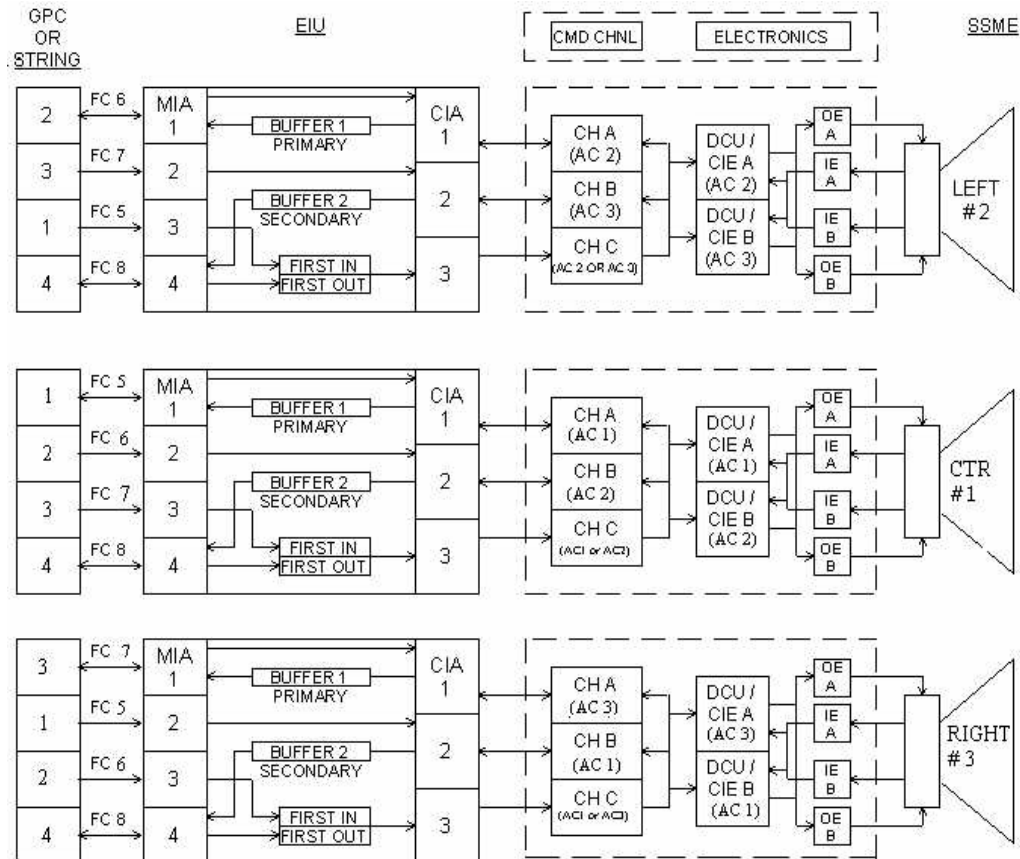 GPC
OR
STRING
EIU
CMD CHNL
ELECTRONICS
SSME
2
3
1
4
FC 6
FC 7
FC 5
FC 8
MIA
1
2
3
4
BUFFER 1
PRIMARY
BUFFER 2
SECONDARY
FIRST IN
FIRST OUT
CIA
1
2
3
CH A
(AC 2)
CH B
(AC 3)
CH C
(AC 2 OR AC 3)
DCU /
CIE A
(AC 2)
DCU /
CIE B
(AC 3)
OE
A
IE
A
IE
B
OE
B
LEFT
#2
1
2
3
4
FC 5
FC 6
FC 7
FC 8
MIA
1
2
3
4
BUFFER 1
PRIMARY
BUFFER 2
SECONDARY
FIRST IN
FIRST OUT
CIA
1
2
3
CH A
(AC 1)
CH B
(AC 2)
CH C
(AC1 or AC2)
DCU /
CIE A
(AC 1)
DCU /
CIE B
(AC 2)
OE
A
IE
A
IE
B
OE
B
CTR
#1
3
1
2
4
FC 7
FC 5
FC 6
FC 8
MIA
1
2
3
4
BUFFER 1
PRIMARY
BUFFER 2
SECONDARY
FIRST IN
FIRST OUT
CIA
1
2
3
CH A
(AC 3)
CH B
(AC 1)
CH C
(AC1 or AC3)
DCU /
CIE A
(AC 3)
DCU /
CIE B
(AC 1)
OE
A
IE
A
IE
B
OE
B
RIGHT
#3